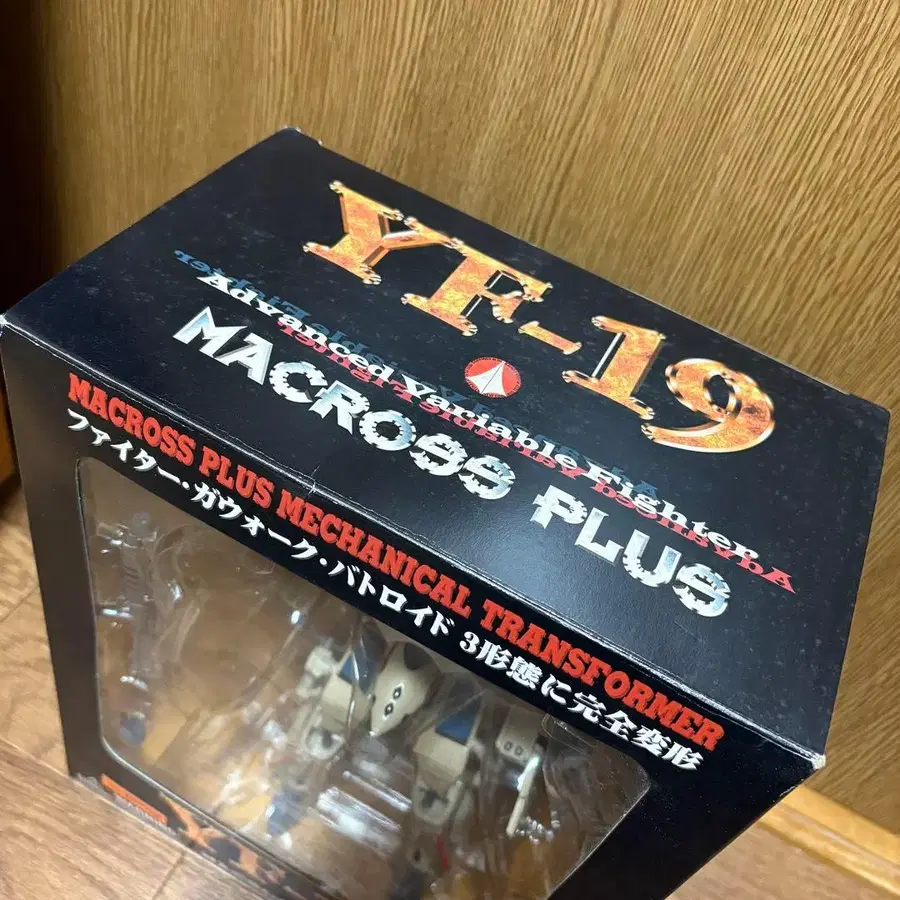 YF-19
Advanced Variable Fighter
MACROSS PLUS
MACROSS PLUS MECHANICAL TRANSFORMER
ファイター・ガウォーク・バトロイド 3形態に完全変形